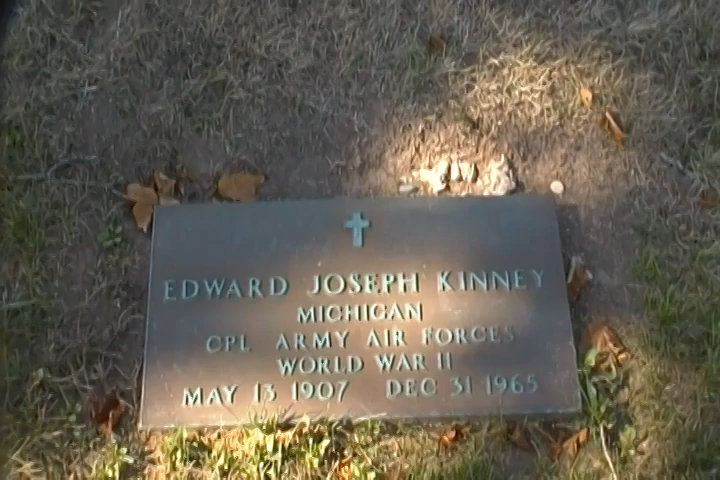 EDWARD JOSEPH KINNEY
MICHIGAN
CPL ARMY AIR FORCES
WORLD WAR II
MAY 13 1907 DEC 31 1965